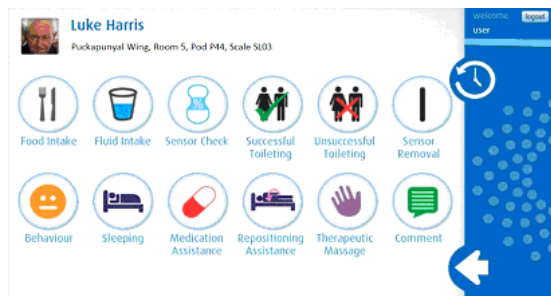 Luke Harris
Puckapunyal Wing, Room 5, Pod P44, Scale SL03
welcome
logout
user
Food Intake
Fluid Intake
Sensor Check
Successful
Toileting
Unsuccessful
Toileting
Sensor
Removal
%
Behaviour
Sleeping
Medication
Assistance
Repositioning
Assistance
Therapeutic
Massage
Comment